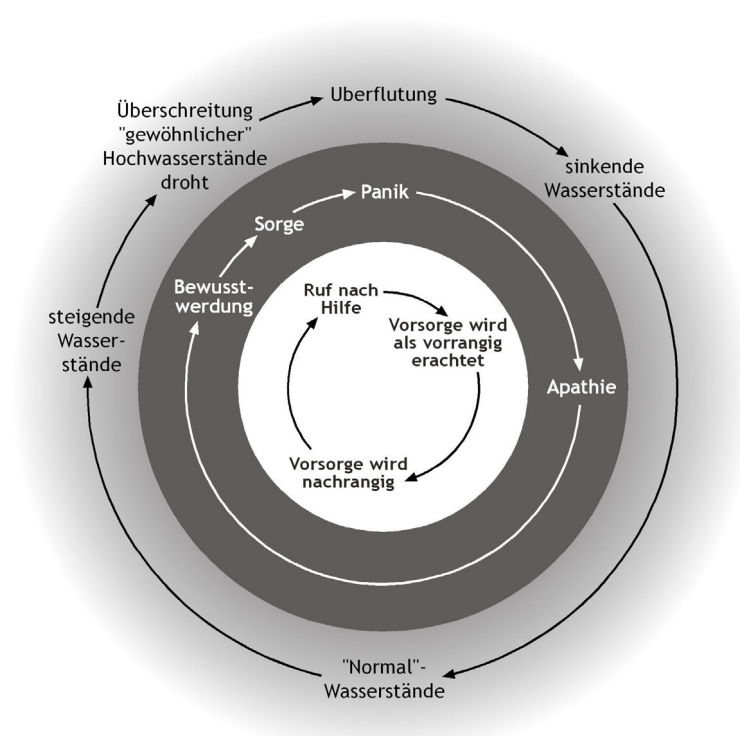 Überflutung
Überschreitung
"gewöhnlicher"
Hochwasserstände
droht
sinkende
Wasserstände
Panik
Sorge
Bewusst-
werdung
steigende
Wasser-
stände
Ruf nach
Hilfe
Vorsorge wird
als vorrangig
erachtet
Apathie
Vorsorge wird
nachrangig
"Normal"-
Wasserstände